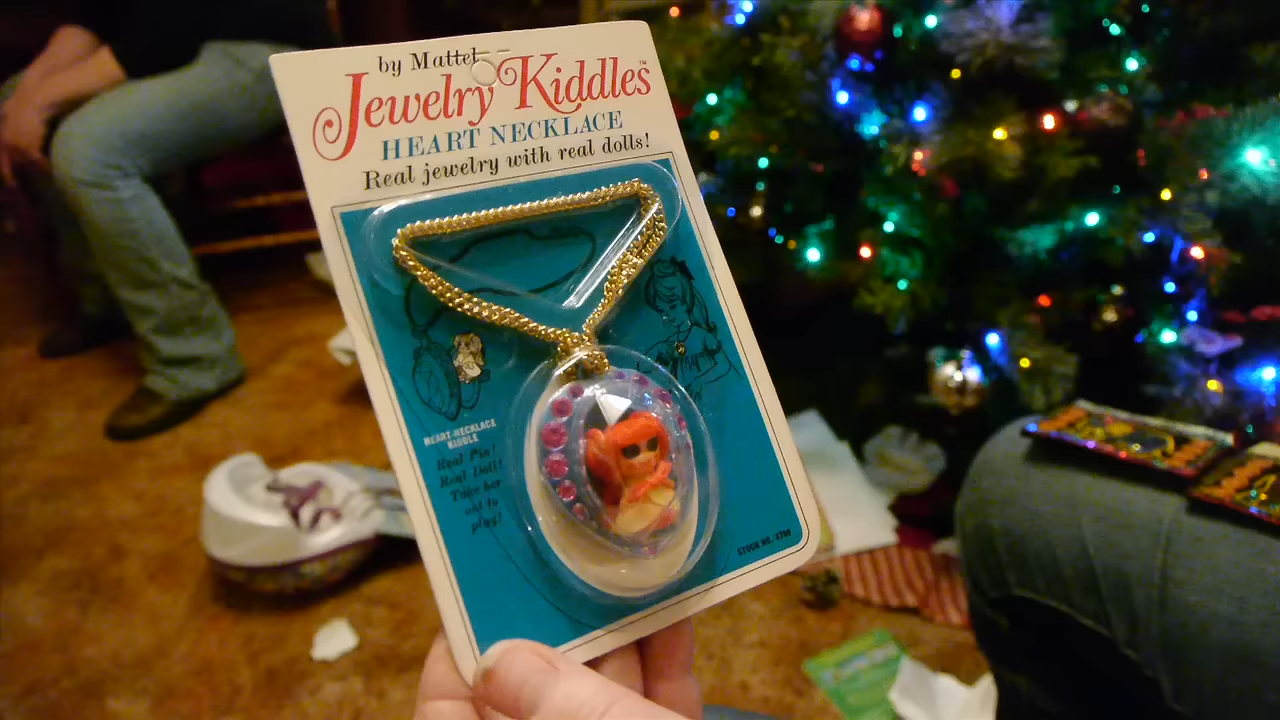 by Mattel
Jewelry Kiddles™
HEART NECKLACE
Real jewelry with real dolls!
HEART NECKLACE
KIDDLE
Real Pin!
Real Doll!
Take her
out to
play!
STOCK NO.